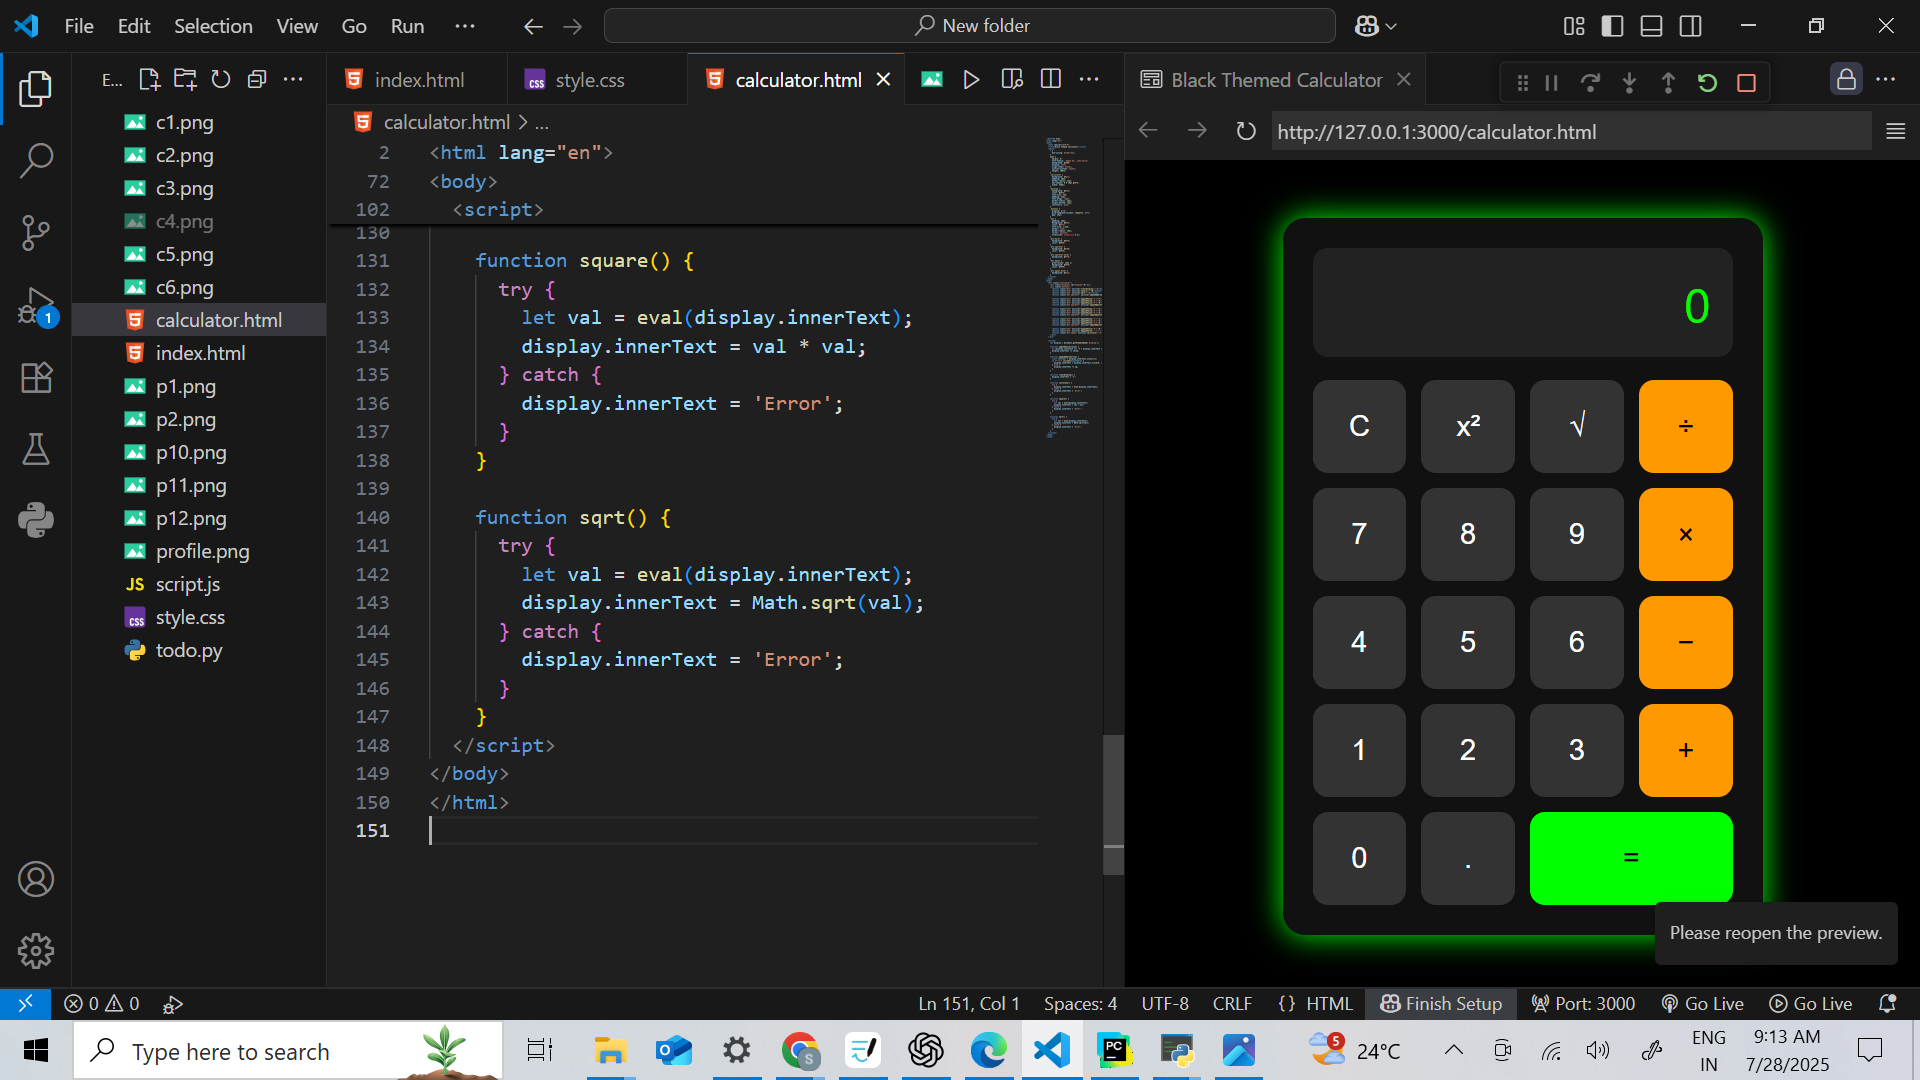 File Edit Selection View Go Run ··· New folder
E... ···
c1.png
c2.png
c3.png
c4.png
c5.png
c6.png
calculator.html
index.html
p1.png
p2.png
p10.png
p11.png
p12.png
profile.png
JS script.js
css style.css
todo.py
1
index.html css style.css calculator.html
calculator.html > ...
2 <html lang="en">
72 <body>
102 <script>
130
131 function square() {
132 try {
133 let val = eval(display.innerText);
134 display.innerText = val * val;
135 } catch {
136 display.innerText = 'Error';
137 }
138 }
139
140 function sqrt() {
141 try {
142 let val = eval(display.innerText);
143 display.innerText = Math.sqrt(val);
144 } catch {
145 display.innerText = 'Error';
146 }
147 }
148 </script>
149 </body>
150 </html>
151
Black Themed Calculator
http://127.0.0.1:3000/calculator.html
0
C x² √ ÷
7 8 9 ×
4 5 6 −
1 2 3 +
0 . =
Please reopen the preview.
0 0 Ln 151, Col 1 Spaces: 4 UTF-8 CRLF {} HTML Finish Setup Port: 3000 Go Live Go Live
Type here to search
S
PC
5
24°C
ENG
IN
9:13 AM
7/28/2025